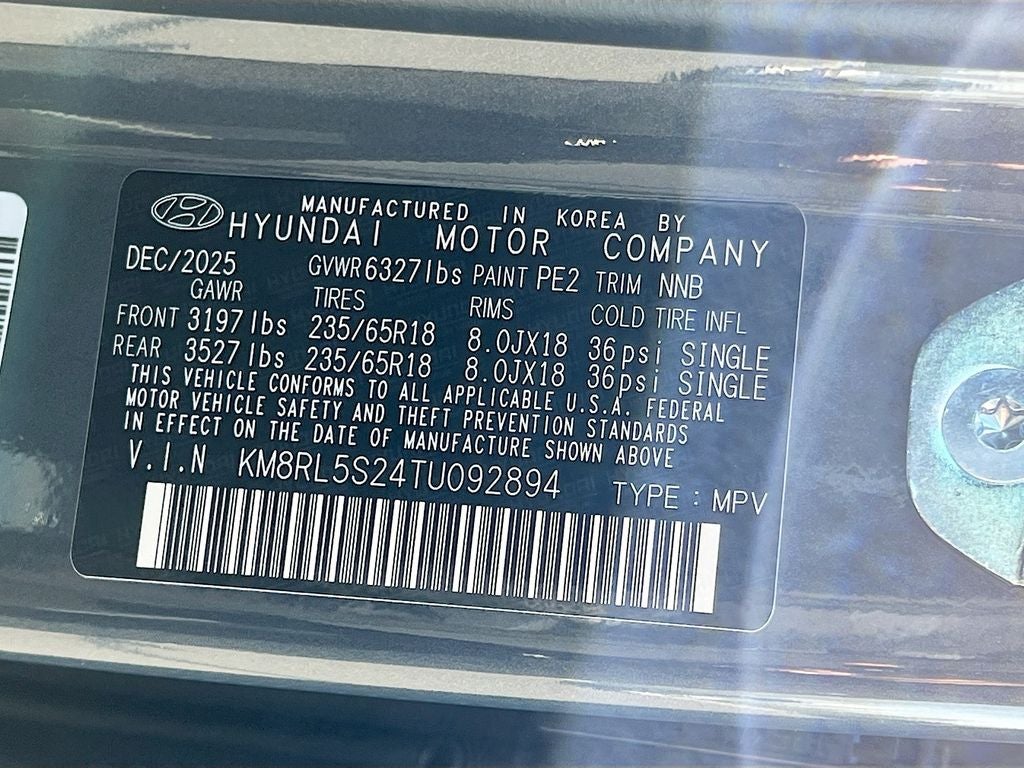 MANUFACTURED IN KOREA BY
HYUNDAI MOTOR COMPANY
DEC/2025 GVWR 6327lbs PAINT PE2 TRIM NNB
GAWR TIRES RIMS COLD TIRE INFL
FRONT 3197lbs 235/65R18 8.0JX18 36psi SINGLE
REAR 3527lbs 235/65R18 8.0JX18 36psi SINGLE
THIS VEHICLE CONFORMS TO ALL APPLICABLE U.S.A. FEDERAL
MOTOR VEHICLE SAFETY AND THEFT PREVENTION STANDARDS
IN EFFECT ON THE DATE OF MANUFACTURE SHOWN ABOVE
V.I.N KM8RL5S24TU092894 TYPE : MPV